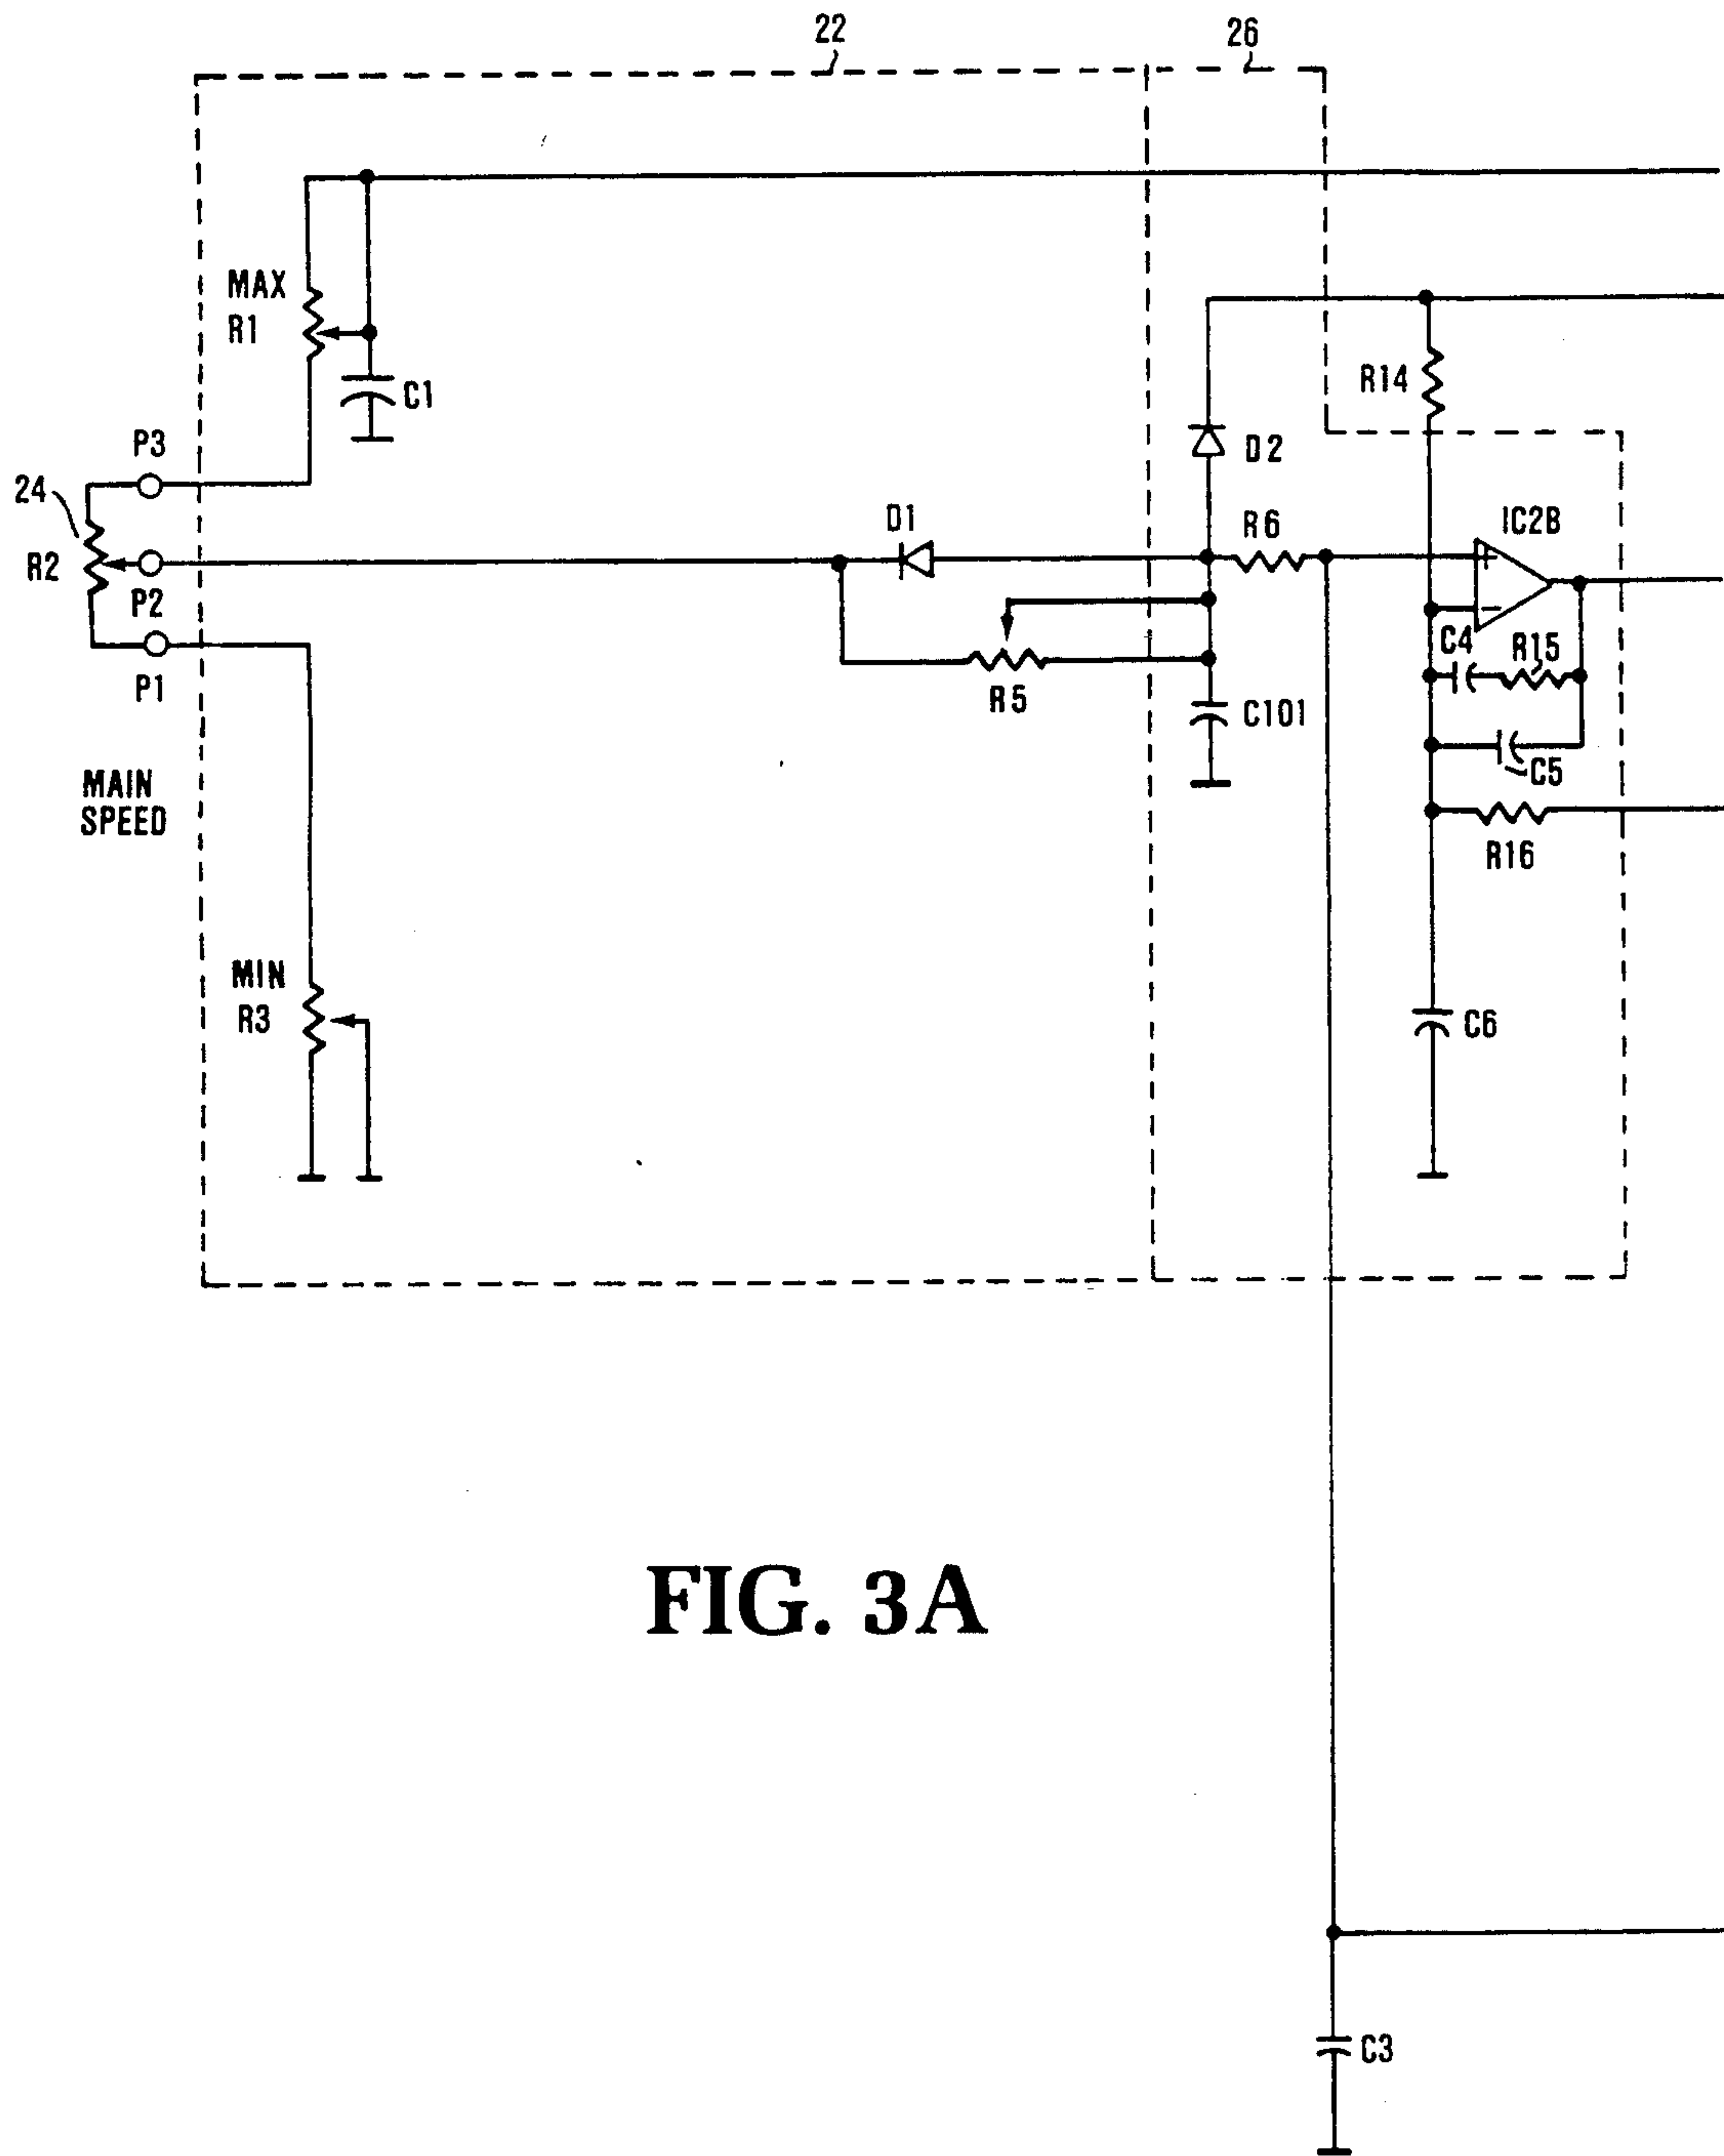 22
26
MAX
R1
C1
R14
P3
D2
24
D1
R6
IC2B
R2
+
P2
−
C4
R15
P1
R5
C101
C5
MAIN
SPEED
R16
MIN
R3
C6
FIG. 3A
C3